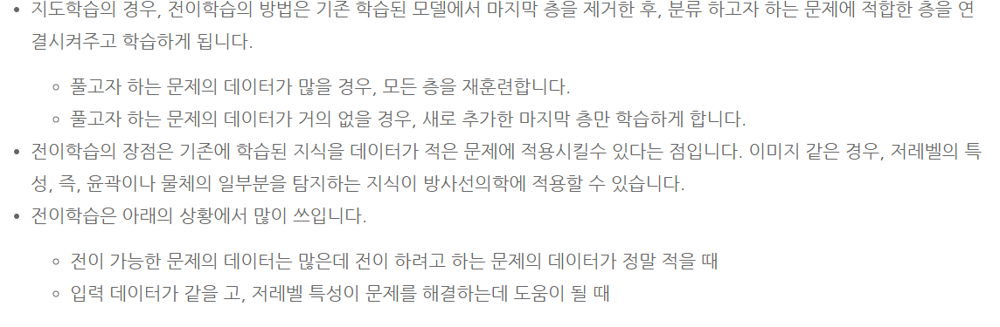 지도학습의 경우, 전이학습의 방법은 기존 학습된 모델에서 마지막 층을 제거한 후, 분류 하고자 하는 문제에 적합한 층을 연
결시켜주고 학습하게 됩니다.
풀고자 하는 문제의 데이터가 많을 경우, 모든 층을 재훈련합니다.
풀고자 하는 문제의 데이터가 거의 없을 경우, 새로 추가한 마지막 층만 학습하게 합니다.
전이학습의 장점은 기존에 학습된 지식을 데이터가 적은 문제에 적용시킬수 있다는 점입니다. 이미지 같은 경우, 저레벨의 특
성, 즉, 윤곽이나 물체의 일부분을 탐지하는 지식이 방사선의학에 적용할 수 있습니다.
전이학습은 아래의 상황에서 많이 쓰입니다.
전이 가능한 문제의 데이터는 많은데 전이 하려고 하는 문제의 데이터가 정말 적을 때
입력 데이터가 같을 고, 저레벨 특성이 문제를 해결하는데 도움이 될 때